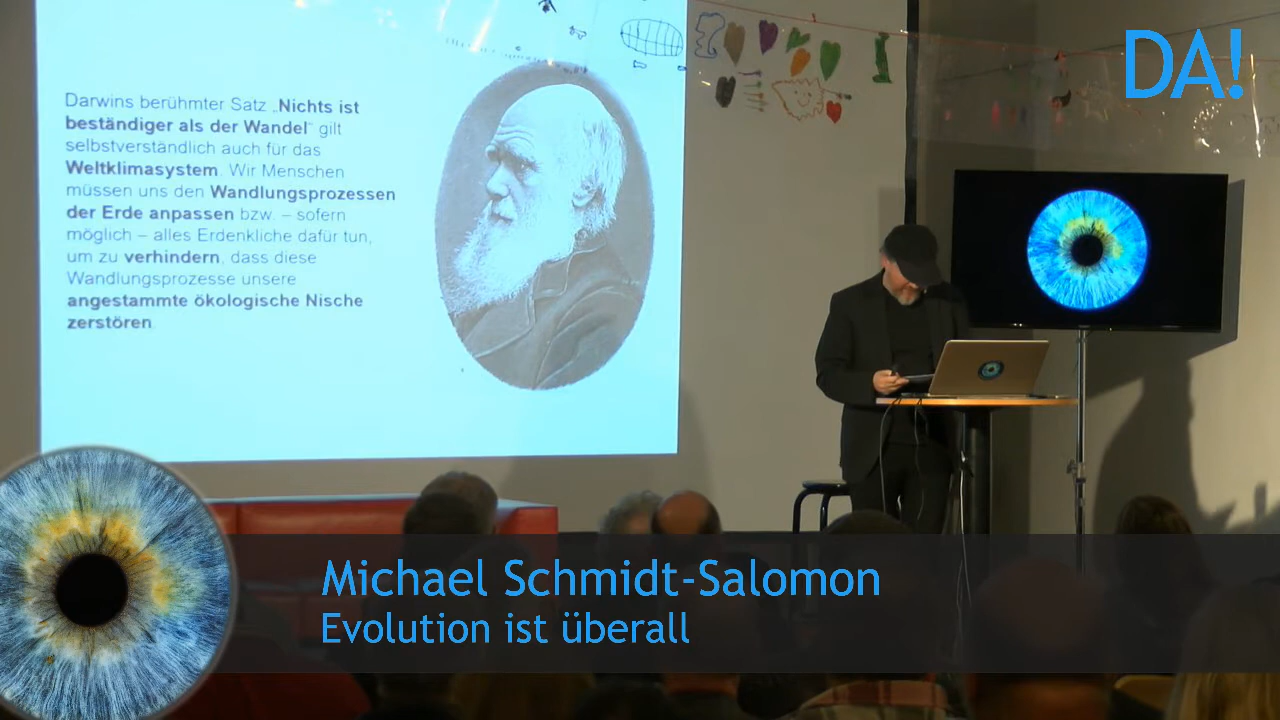 DA!
Darwins berühmter Satz „Nichts ist
beständiger als der Wandel“ gilt
selbstverständlich auch für das
Weltklimasystem. Wir Menschen
müssen uns den Wandlungsprozessen
der Erde anpassen bzw. – sofern
möglich – alles Erdenkliche dafür tun,
um zu verhindern, dass diese
Wandlungsprozesse unsere
angestammte ökologische Nische
zerstören.
Michael Schmidt-Salomon
Evolution ist überall